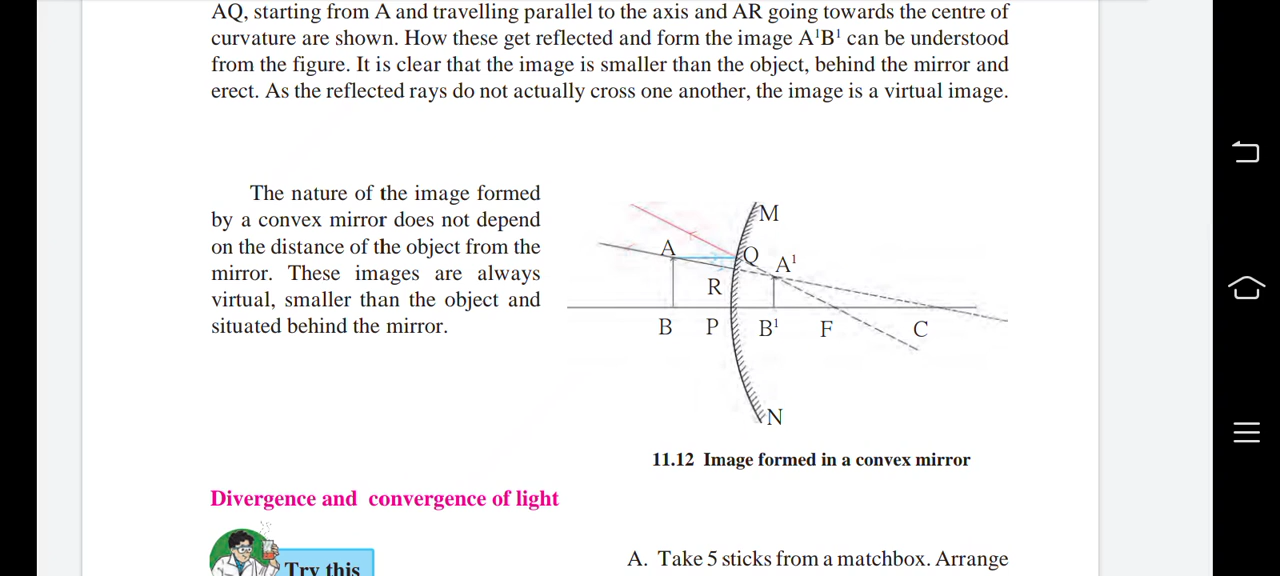 AQ, starting from A and travelling parallel to the axis and AR going towards the centre of
curvature are shown. How these get reflected and form the image A¹B¹ can be understood
from the figure. It is clear that the image is smaller than the object, behind the mirror and
erect. As the reflected rays do not actually cross one another, the image is a virtual image.
The nature of the image formed
by a convex mirror does not depend
on the distance of the object from the
mirror. These images are always
virtual, smaller than the object and
situated behind the mirror.
M
A
Q
A¹
R
B P B¹ F C
N
11.12 Image formed in a convex mirror
Divergence and convergence of light
Try this
A. Take 5 sticks from a matchbox. Arrange